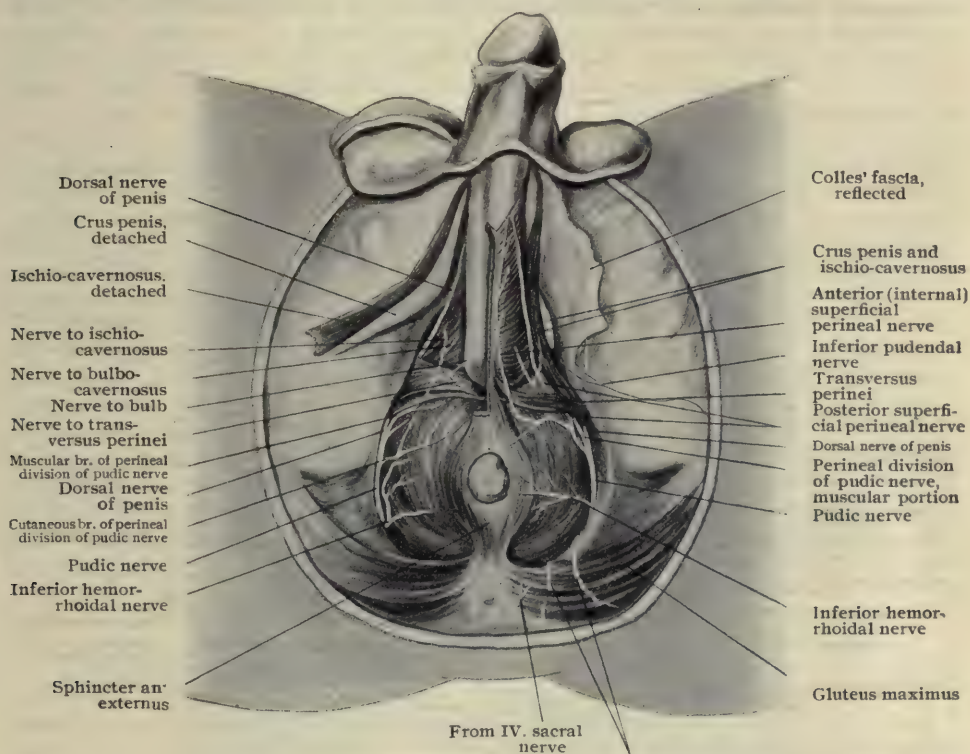 Dorsal nerve
of penis
Crus penis,
detached
Ischio-cavernosus,
detached
Nerve to ischio-
cavernosus
Nerve to bulbo-
cavernosus
Nerve to bulb
Nerve to trans-
versus perinei
Muscular br. of perineal
division of pudic nerve
Dorsal nerve
of penis
Cutaneous br. of perineal
division of pudic nerve
Pudic nerve
Inferior hemor-
rhoidal nerve
Sphincter an·
externus
From IV. sacral
nerve
Colles' fascia,
reflected
Crus penis and
ischio-cavernosus
Anterior (internal)
superficial
perineal nerve
Inferior pudendal
nerve
Transversus
perinei
Posterior superfi-
cial perineal nerve
Dorsal nerve of penis
Perineal division
of pudic nerve,
muscular portion
Pudic nerve
Inferior hemor-
rhoidal nerve
Gluteus maximus